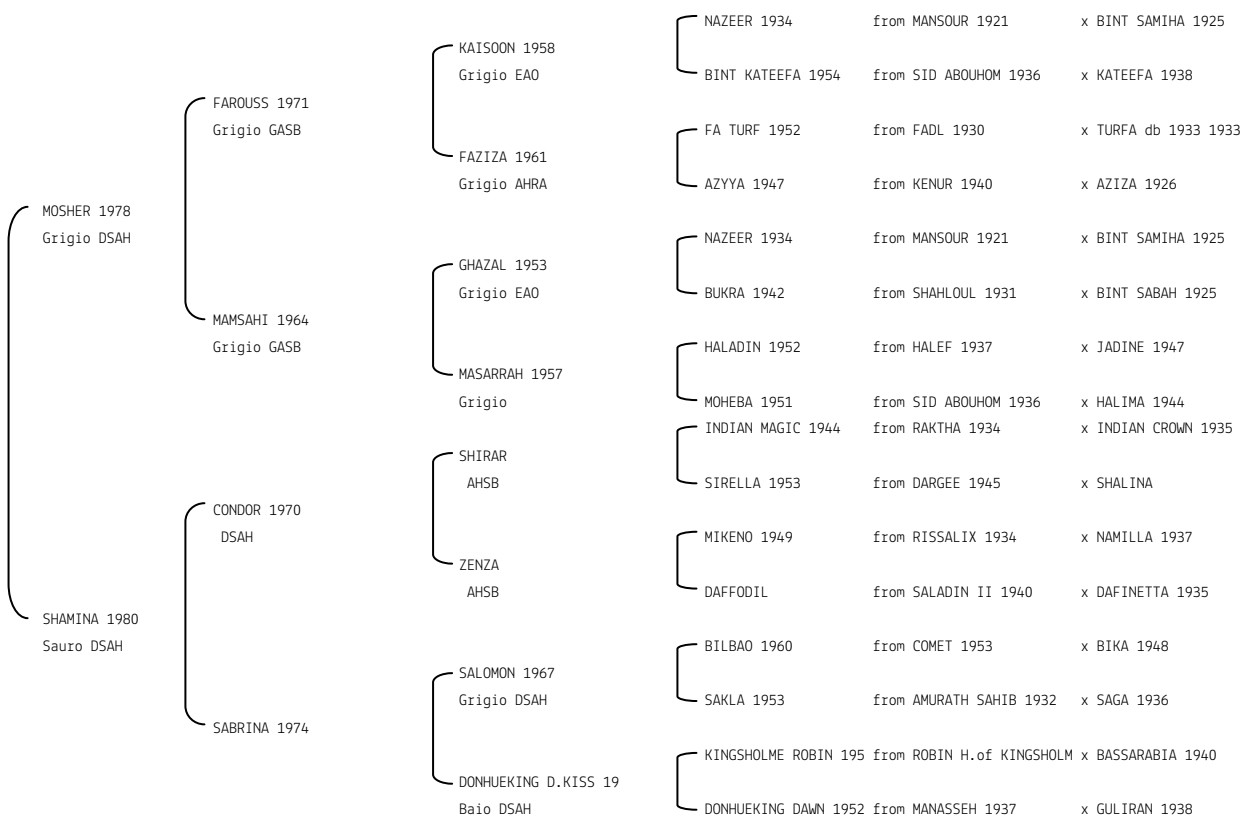 NAZEER 1934 from MANSOUR 1921 x BINT SAMIHA 1925
KAISOON 1958
Grigio EAO BINT KATEEFA 1954 from SID ABOUHOM 1936 x KATEEFA 1938
FAROUSS 1971
Grigio GASB FA TURF 1952 from FADL 1930 x TURFA db 1933 1933
FAZIZA 1961
Grigio AHRA AZYYA 1947 from KENUR 1940 x AZIZA 1926
MOSHER 1978
Grigio DSAH NAZEER 1934 from MANSOUR 1921 x BINT SAMIHA 1925
GHAZAL 1953
Grigio EAO BUKRA 1942 from SHAHLOUL 1931 x BINT SABAH 1925
MAMSAHI 1964
Grigio GASB HALADIN 1952 from HALEF 1937 x JADINE 1947
MASARRAH 1957
Grigio MOHEBA 1951 from SID ABOUHOM 1936 x HALIMA 1944
INDIAN MAGIC 1944 from RAKTHA 1934 x INDIAN CROWN 1935
SHIRAR
AHSB SIRELLA 1953 from DARGEE 1945 x SHALINA
CONDOR 1970
DSAH MIKENO 1949 from RISSALIX 1934 x NAMILLA 1937
ZENZA
AHSB DAFFODIL from SALADIN II 1940 x DAFINETTA 1935
SHAMINA 1980
Sauro DSAH BILBAO 1960 from COMET 1953 x BIKA 1948
SALOMON 1967
Grigio DSAH SAKLA 1953 from AMURATH SAHIB 1932 x SAGA 1936
SABRINA 1974
KINGSHOLME ROBIN 195 from ROBIN H.of KINGSHOLM x BASSARABIA 1940
DONHUEKING D.KISS 19
Baio DSAH DONHUEKING DAWN 1952 from MANASSEH 1937 x GULIRAN 1938